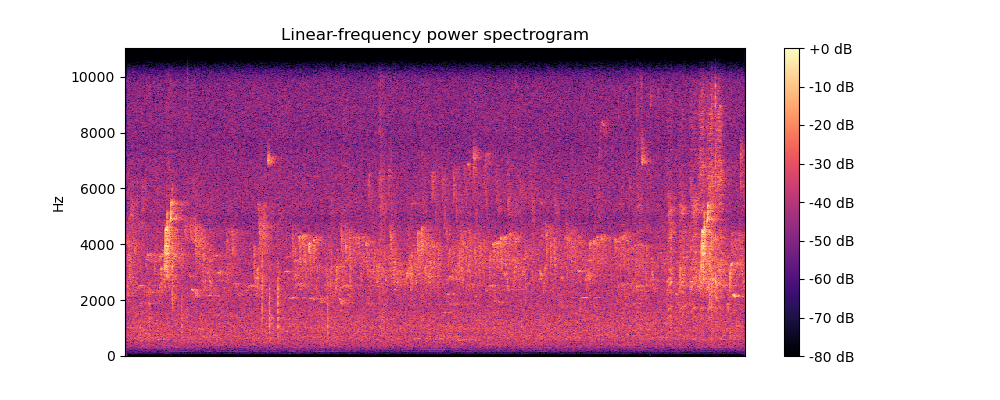 Linear-frequency power spectrogram
Hz
10000
8000
6000
4000
2000
0
+0 dB
-10 dB
-20 dB
-30 dB
-40 dB
-50 dB
-60 dB
-70 dB
-80 dB